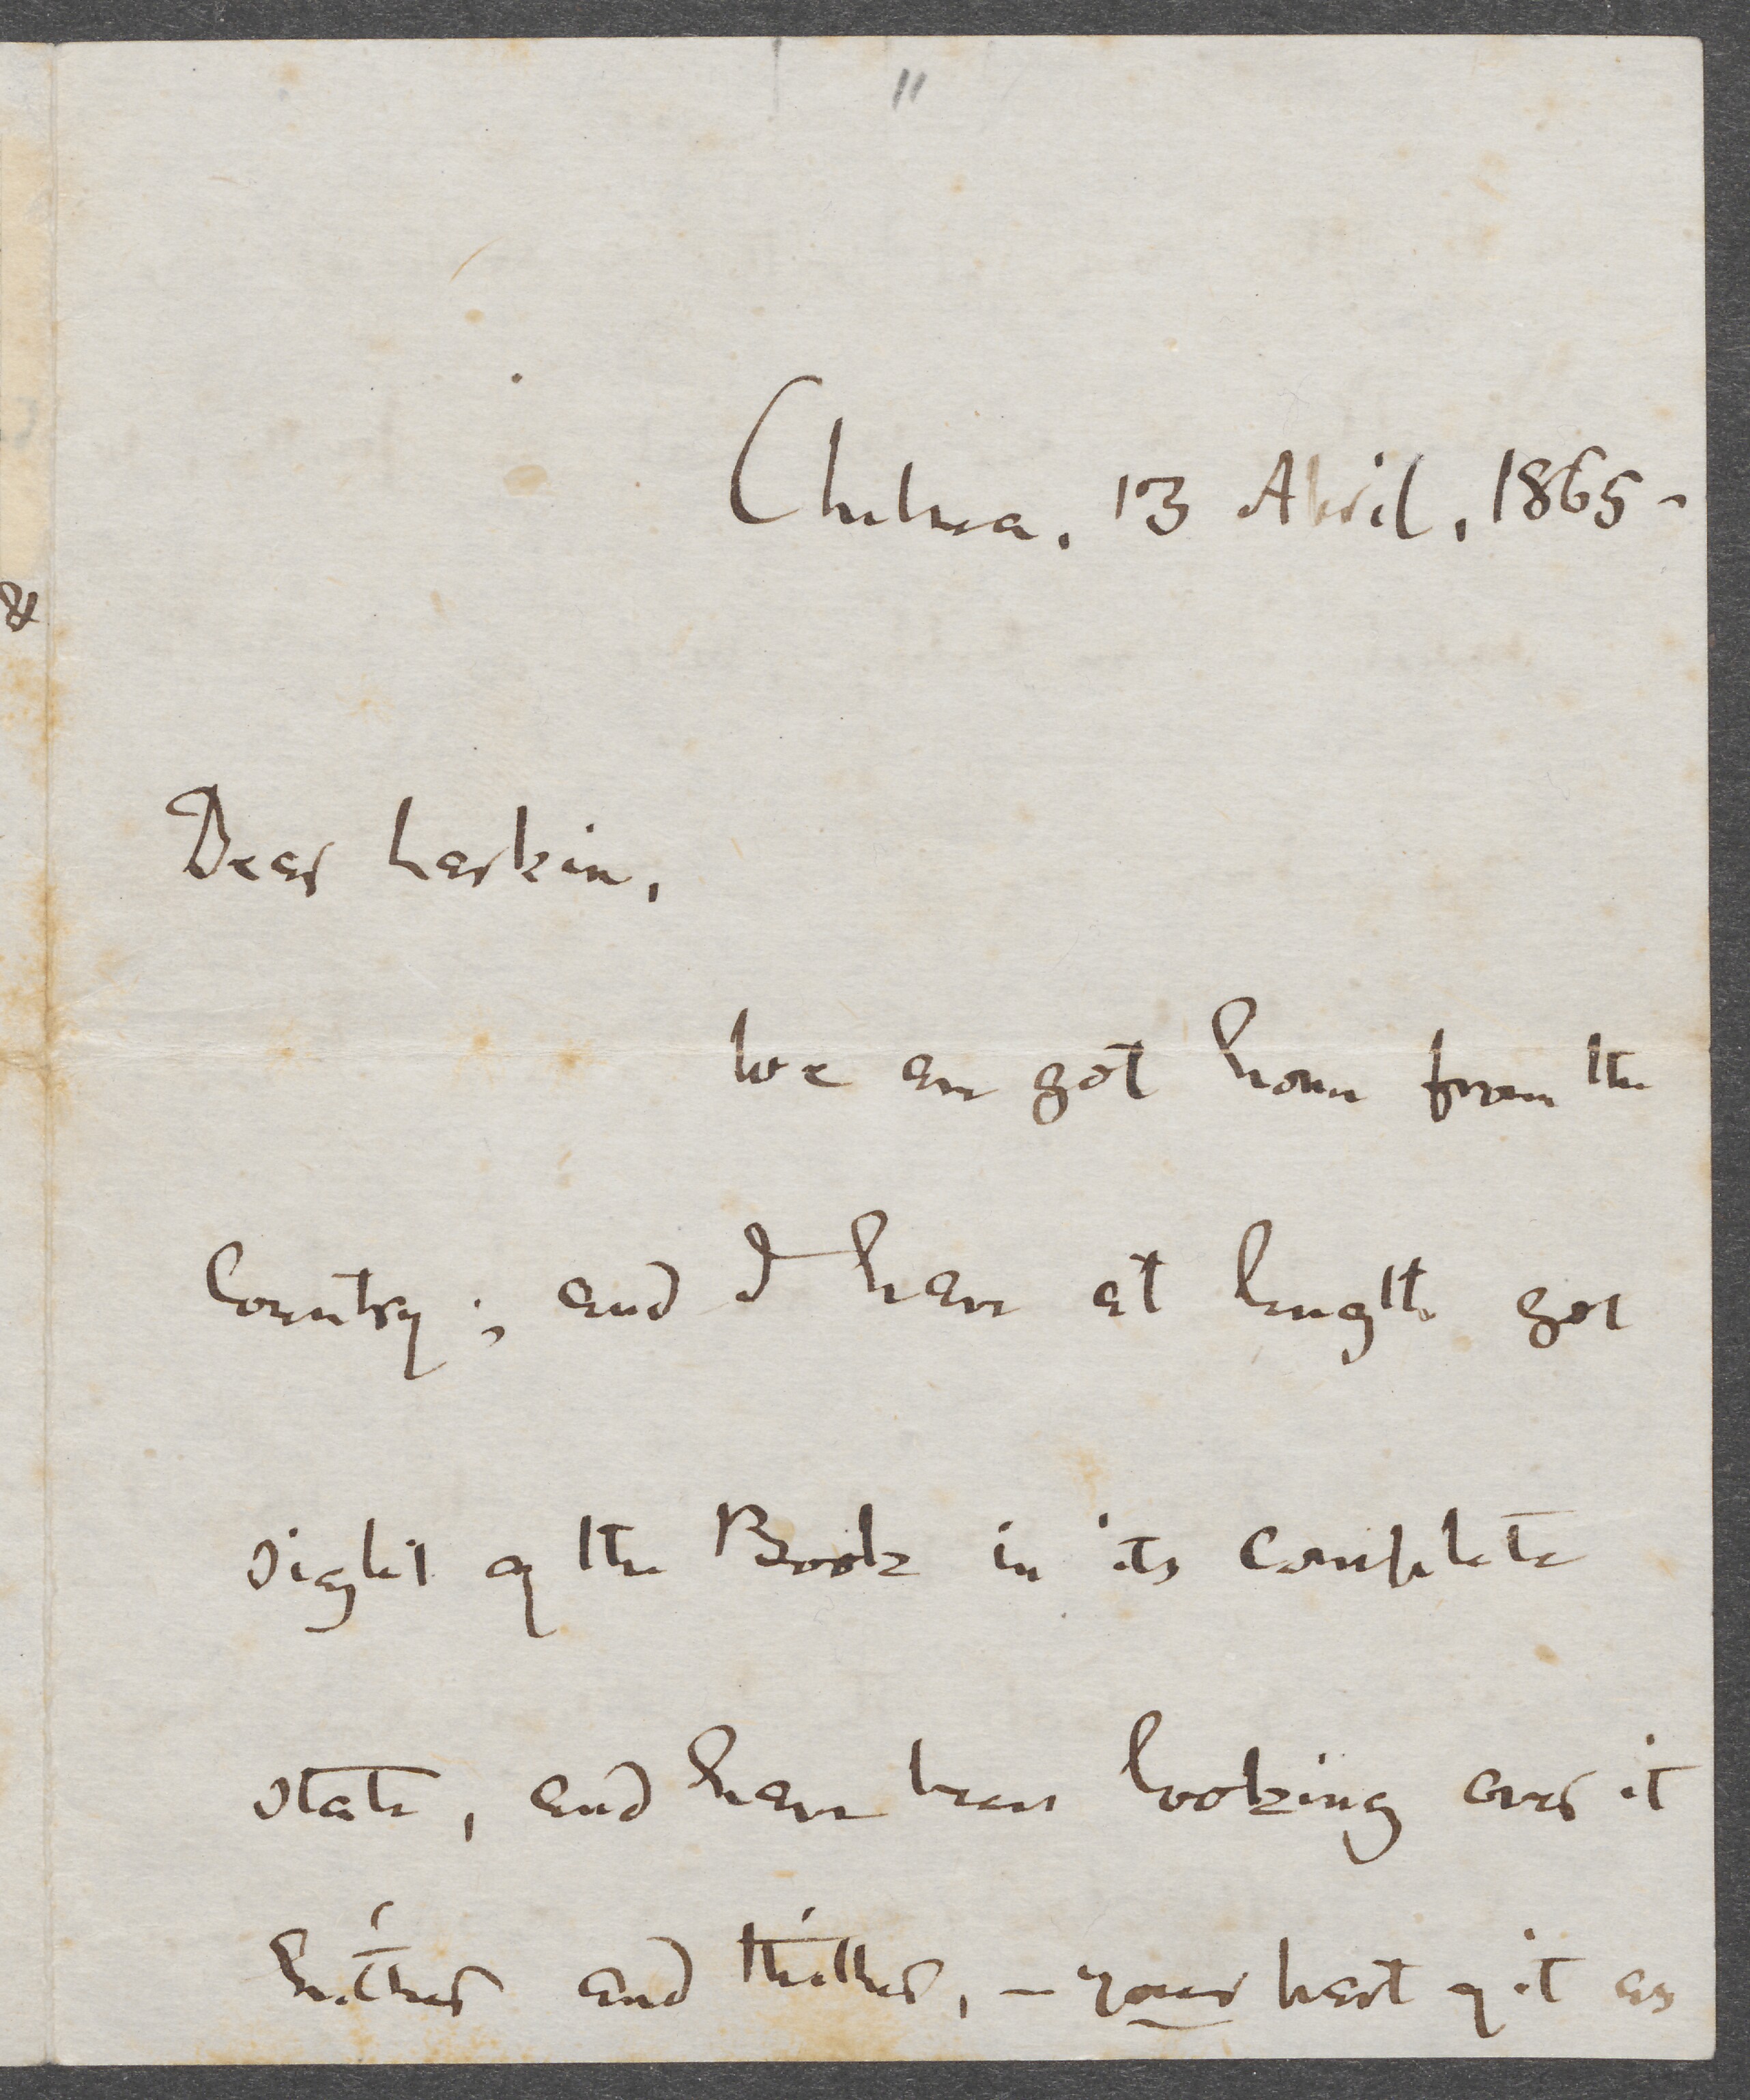 "
Chelsea, 13 April, 1865 -
&
Dear Larkin,
We are got home from the
Country; and I have at length got
sight of the Book in its complete
state, and have been looking over it
hither and thither, – your part of it as